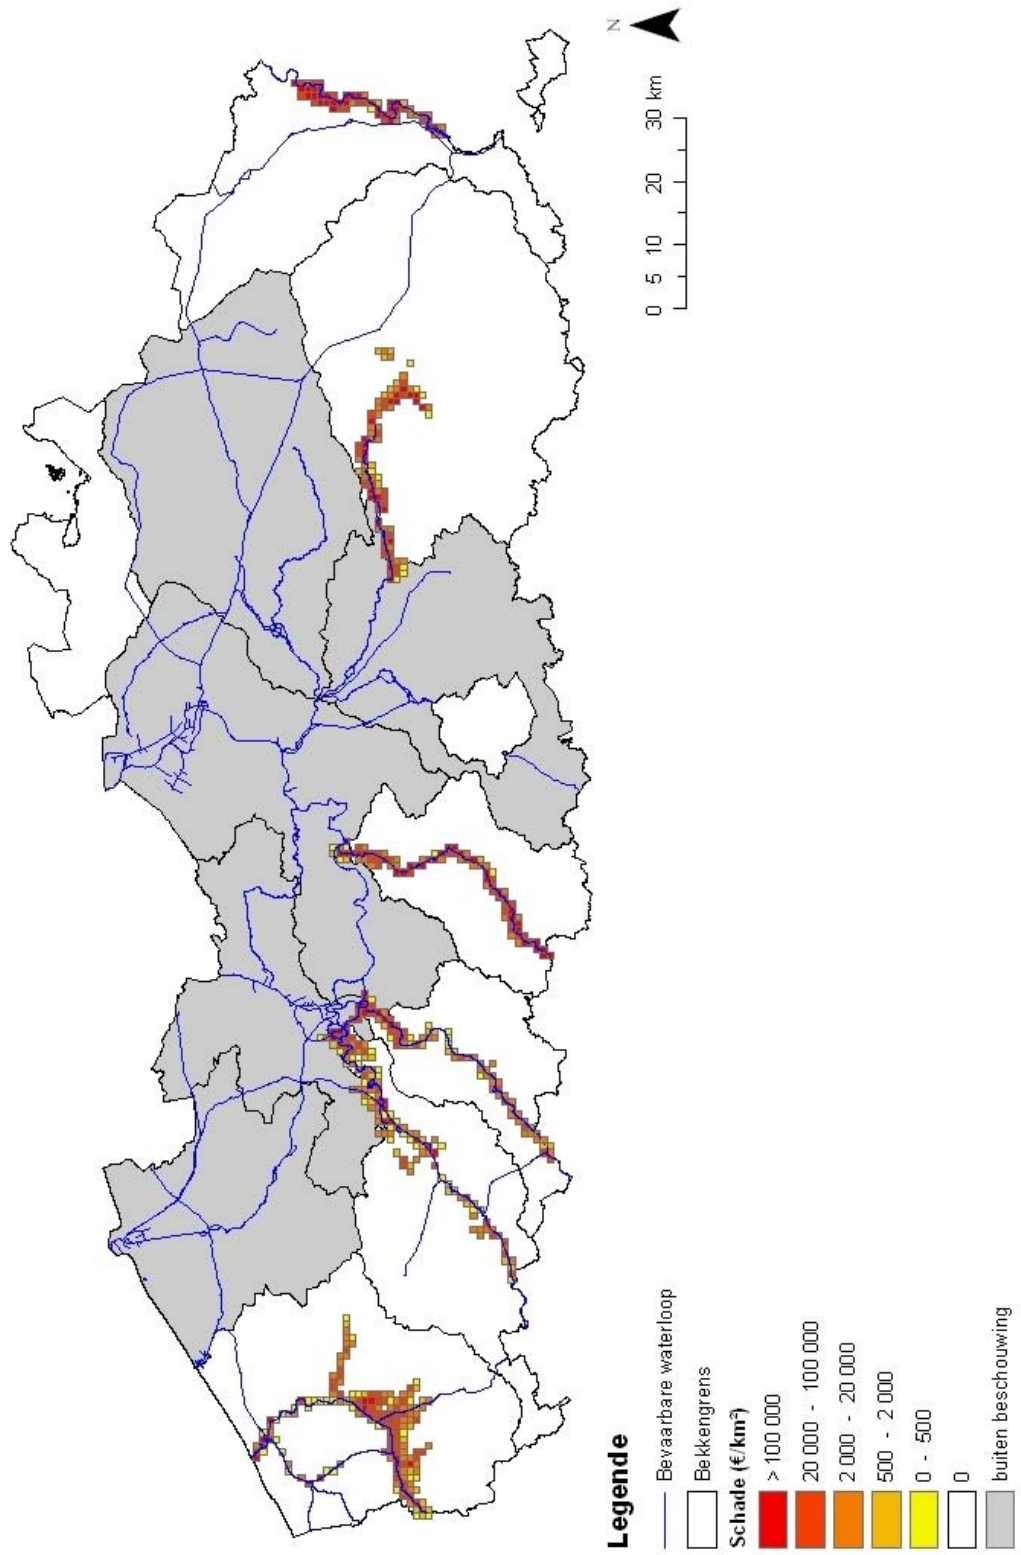 N
0 5 10 20 30 km
Legende
Bevaarbare waterloop
Bekkengrens
Schade (€/km²)
> 100 000
20 000 - 100 000
2 000 - 20 000
500 - 2 000
0 - 500
0
buiten beschouwing